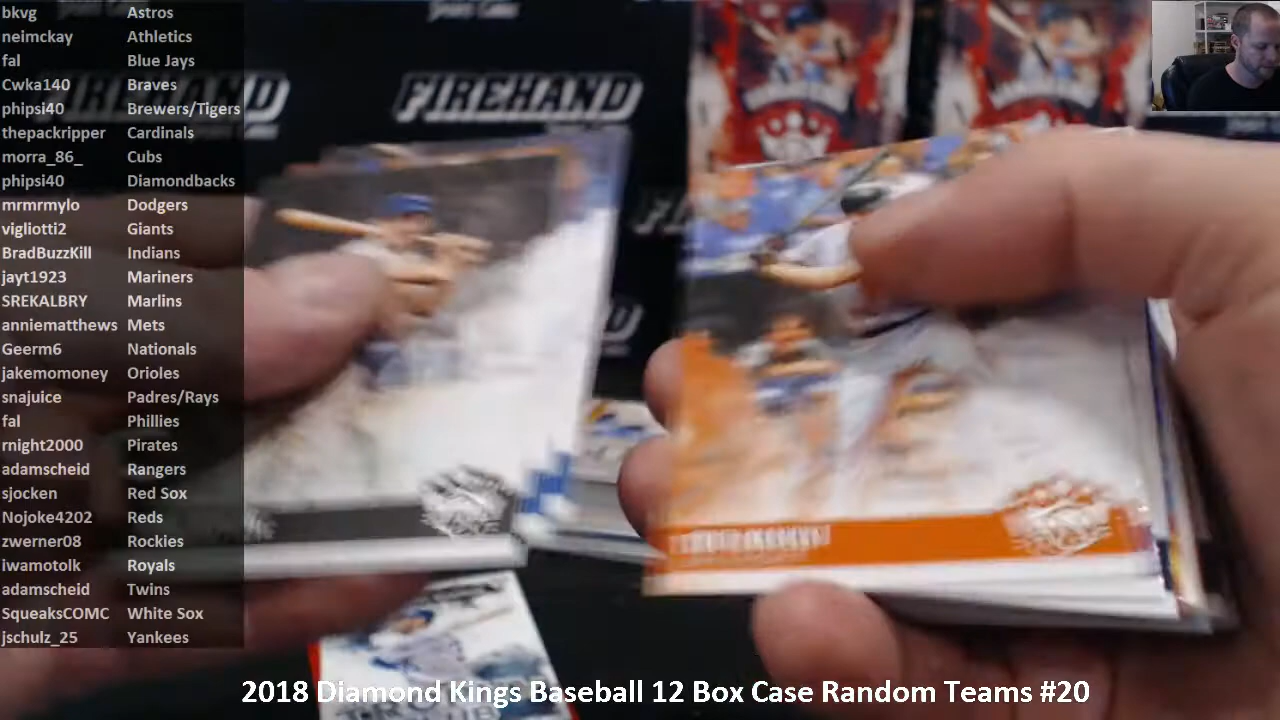 bkvg Astros
neimckay Athletics
fal Blue Jays
Cwka140 Braves
phipsi40 Brewers/Tigers
thepackripper Cardinals
morra_86_ Cubs
phipsi40 Diamondbacks
mrmrmylo Dodgers
vigliotti2 Giants
BradBuzzKill Indians
jayt1923 Mariners
SREKALBRY Marlins
anniematthews Mets
Geerm6 Nationals
jakemomoney Orioles
snajuice Padres/Rays
fal Phillies
rnight2000 Pirates
adamscheid Rangers
sjocken Red Sox
Nojoke4202 Reds
zwerner08 Rockies
iwamotolk Royals
adamscheid Twins
SqueaksCOMC White Sox
jschulz_25 Yankees
FIREHAND
2018 Diamond Kings Baseball 12 Box Case Random Teams #20